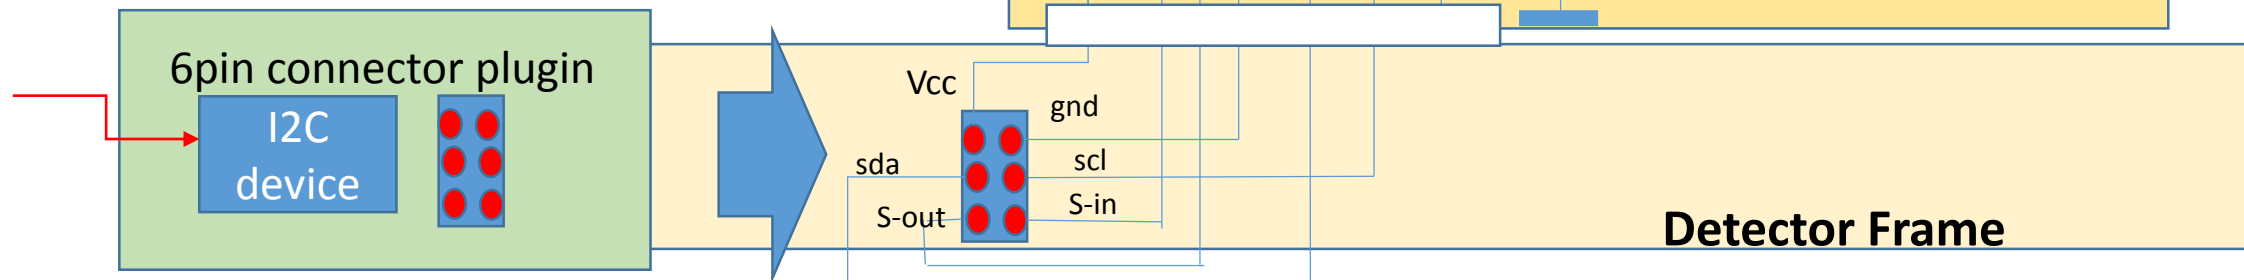 6pin connector plugin
I2C
device
Vcc
gnd
sda
scl
S-out
S-in
Detector Frame